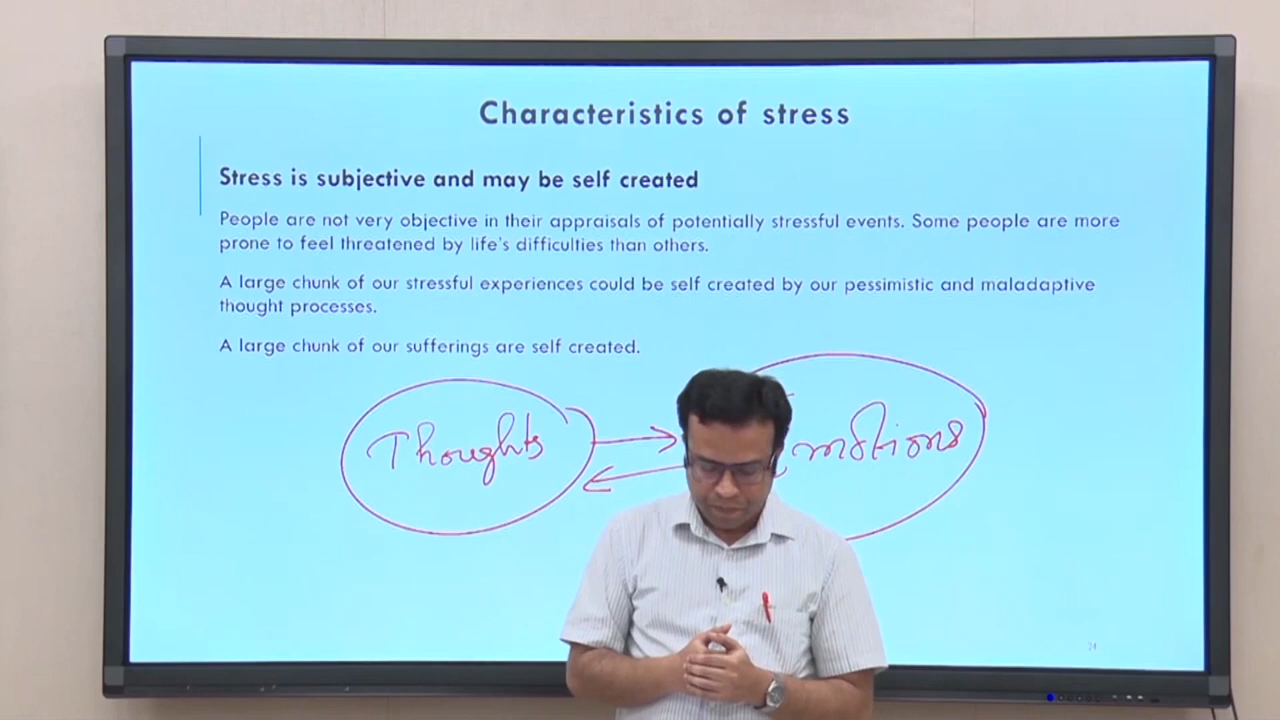 Characteristics of stress
Stress is subjective and may be self created
People are not very objective in their appraisals of potentially stressful events. Some people are more
prone to feel threatened by life's difficulties than others.
A large chunk of our stressful experiences could be self created by our pessimistic and maladaptive
thought processes.
A large chunk of our sufferings are self created.
Thoughts motions